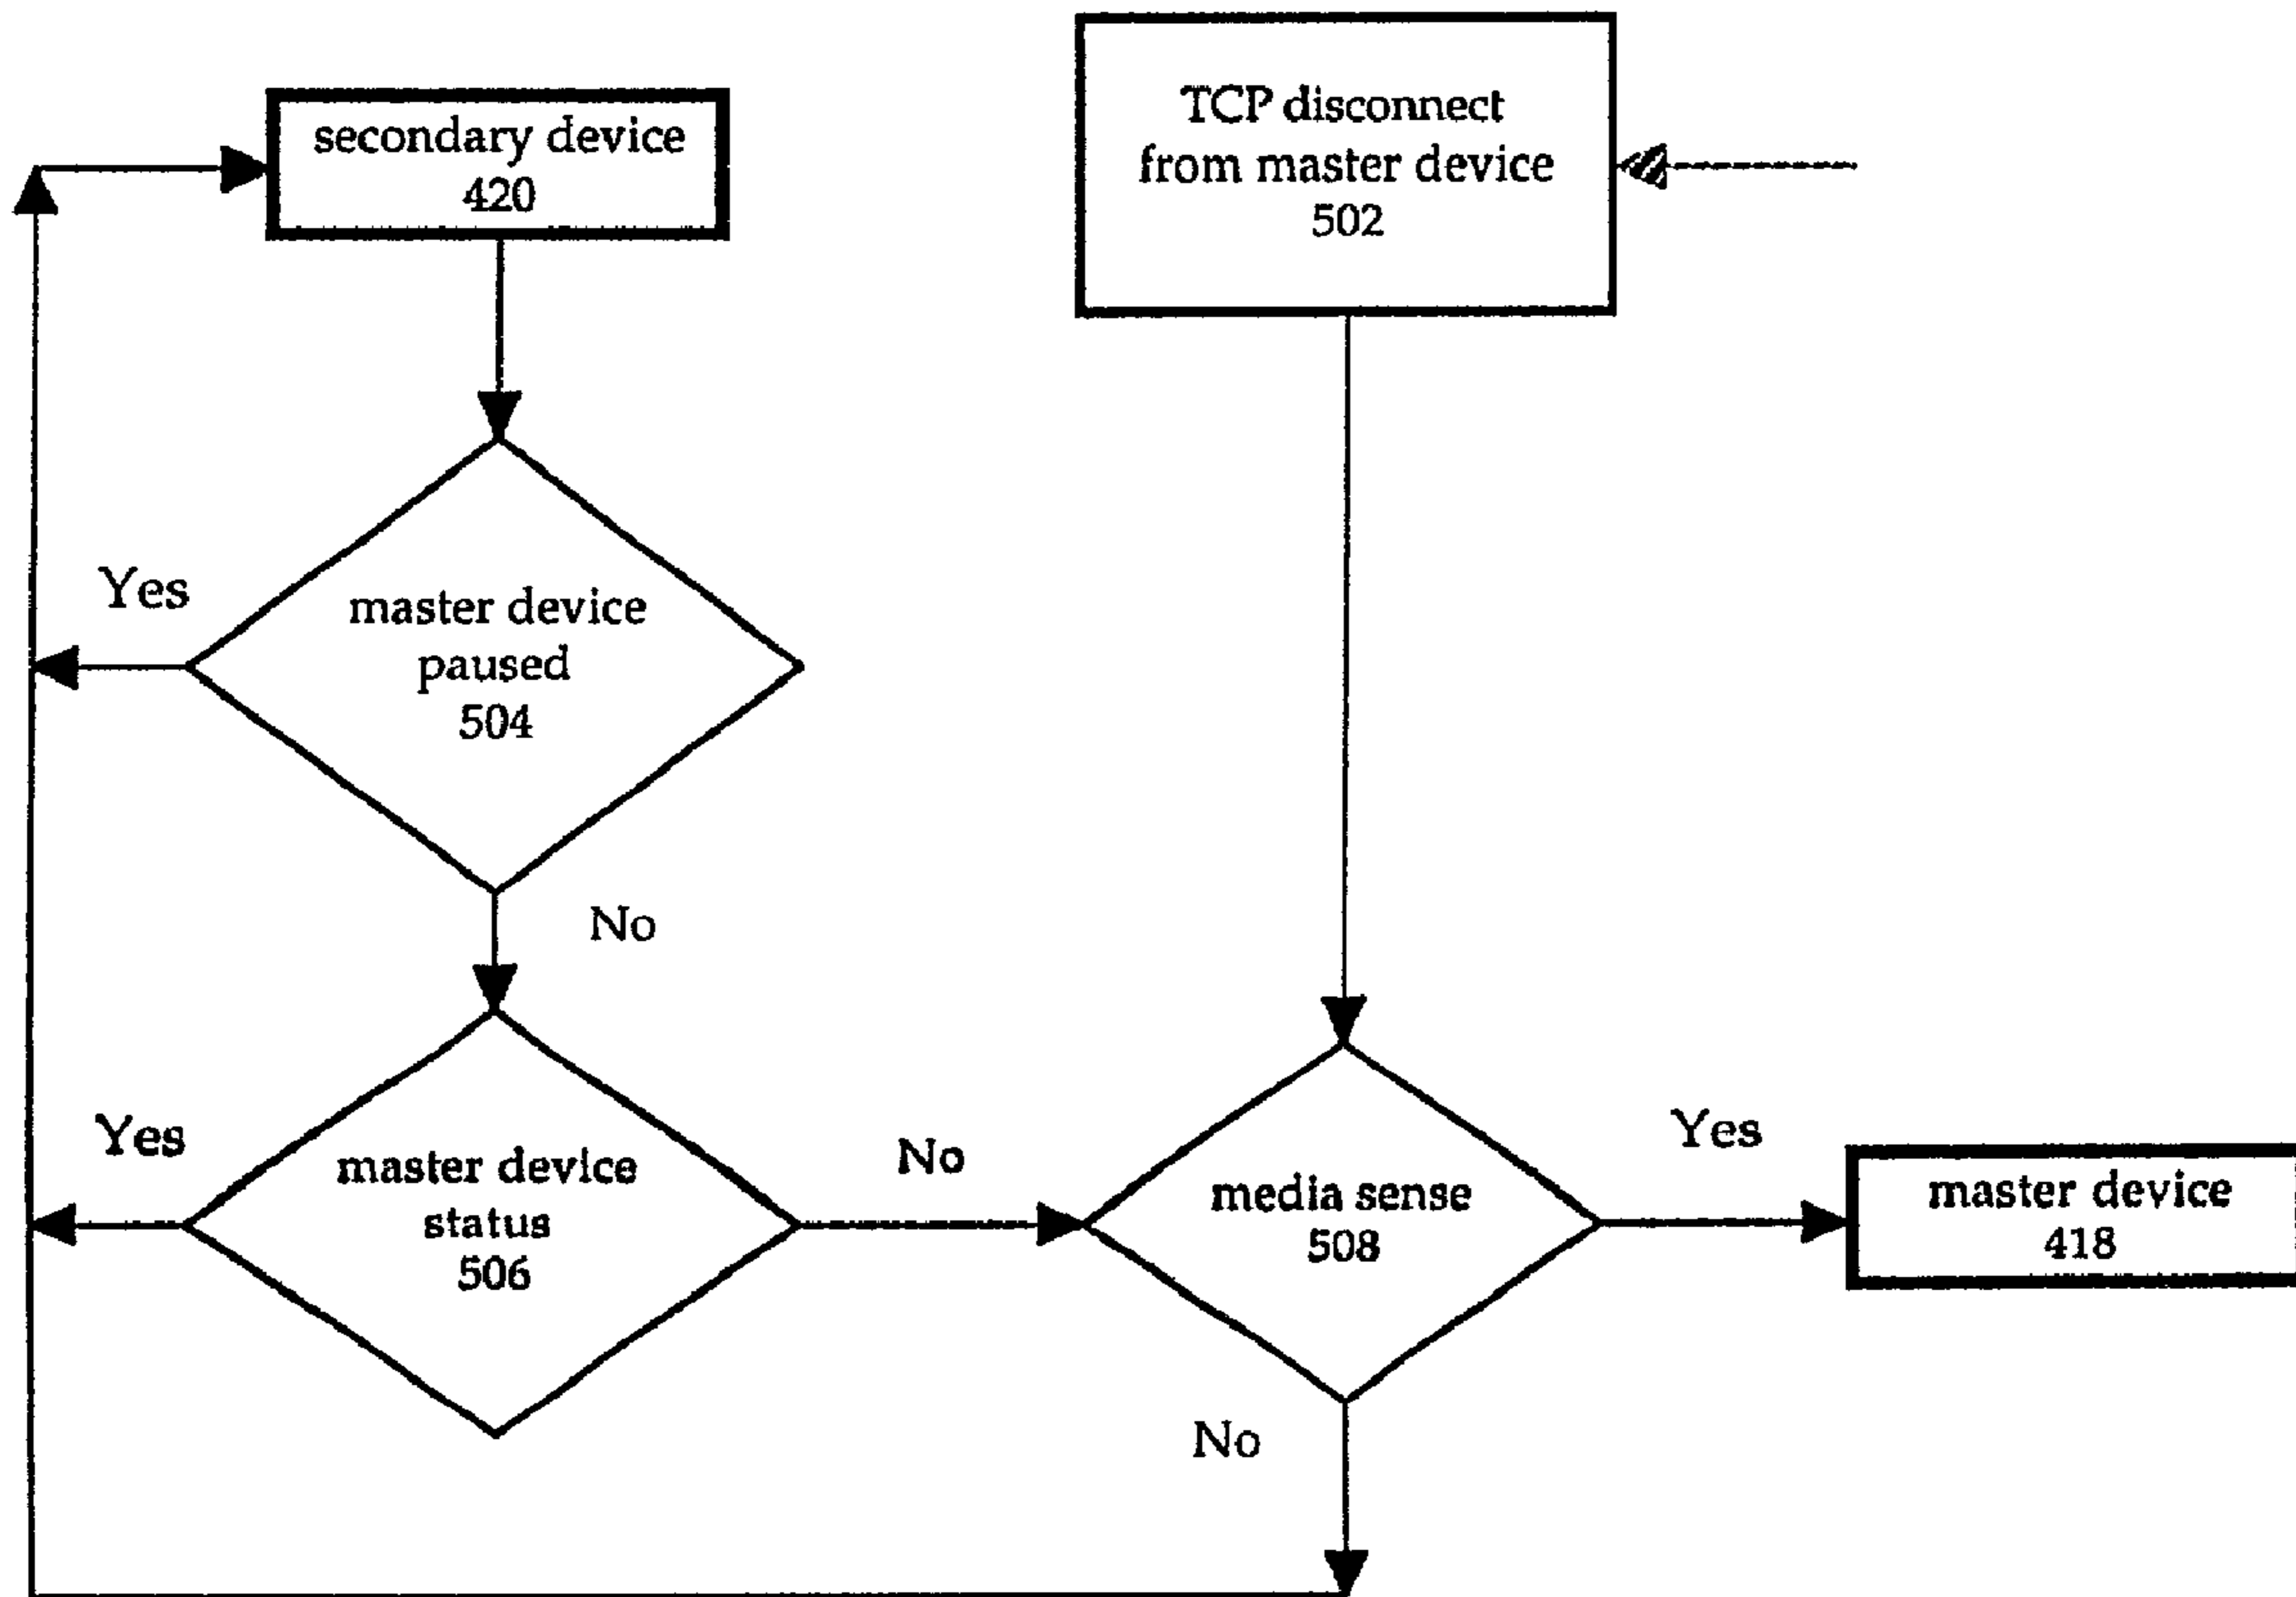 secondary device
420
TCP disconnect
from master device
502
Yes
master device
paused
504
No
Yes
master device
status
506
No
media sense
508
Yes
master device
418
No